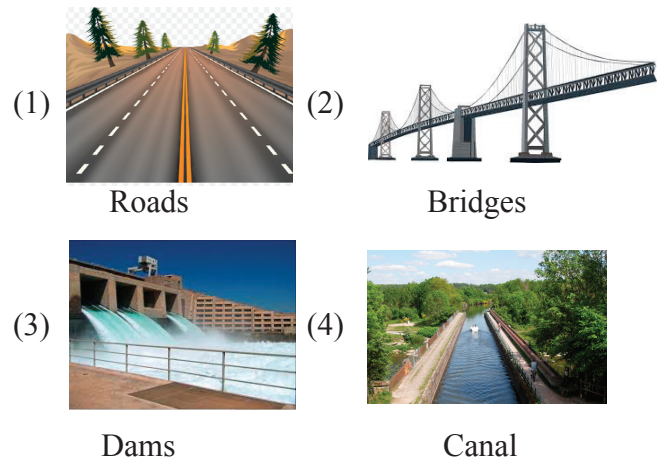 (1)
(2)
Roads
Bridges
(3)
(4)
Dams
Canal